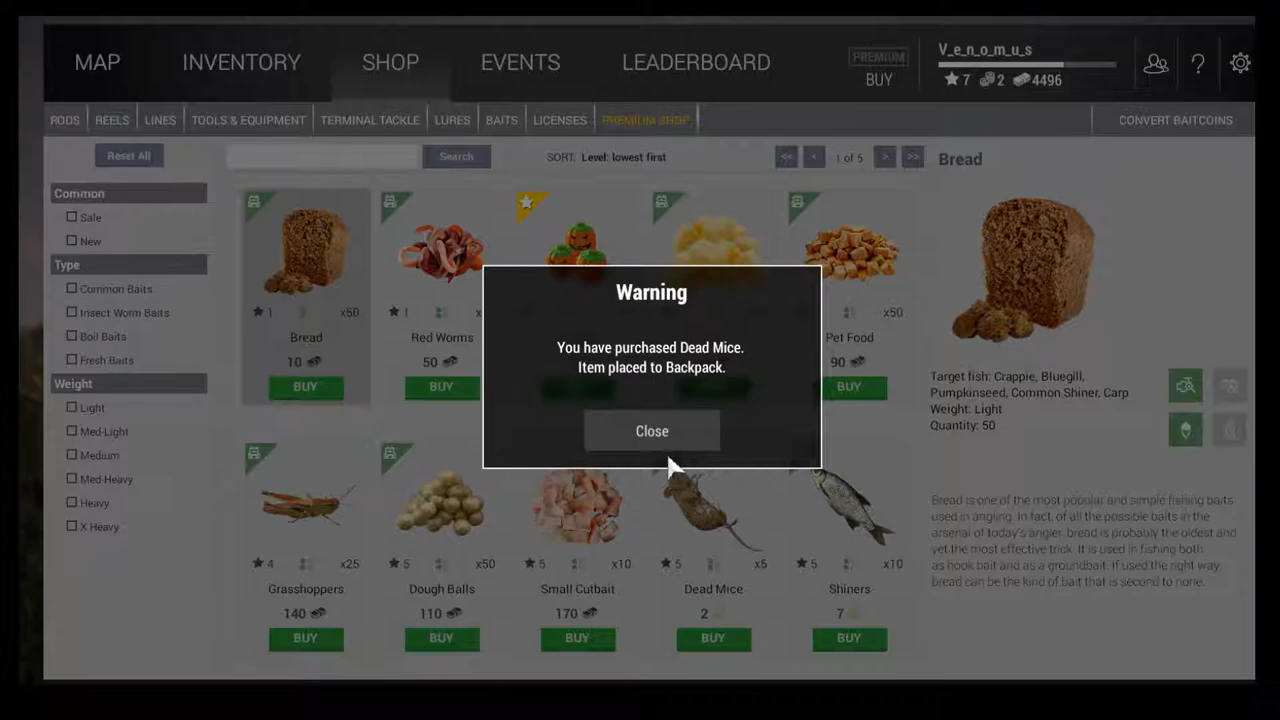 MAP
INVENTORY
SHOP
EVENTS
LEADERBOARD
PREMIUM
BUY
V_e_n_o_m_u_s
7 2 4496
?
RODS
REELS
LINES
TOOLS & EQUIPMENT
TERMINAL TACKLE
LURES
BAITS
LICENSES
PREMIUM SHOP
CONVERT BAITCOINS
Reset All
Search
SORT. Level: lowest first
<<
<
1 of 5
>
>>
Common
Sale
New
Type
Common Baits
Insect Worm Baits
Boil Baits
Fresh Baits
Weight
Light
Med-Light
Medium
Med-Heavy
Heavy
X Heavy
1 x50
Bread
10
BUY
1
Red Worms
50
BUY
x50
Pet Food
90
BUY
Warning
You have purchased Dead Mice.
Item placed to Backpack.
Close
4 x25
Grasshoppers
140
BUY
5 x50
Dough Balls
110
BUY
5 x10
Small Cutbait
170
BUY
5 x5
Dead Mice
2
BUY
5 x10
Shiners
7
BUY
Bread
Target fish: Crappie, Bluegill,
Pumpkinseed, Common Shiner, Carp
Weight: Light
Quantity: 50
Bread is one of the most popular and simple fishing baits
used in angling. In fact, of all the possible baits in the
arsenal of today's angler, bread is probably the oldest and
yet the most effective trick. It is used in fishing both
as hook bait and as a groundbait. If used the right way,
bread can be the kind of bait that is second to none.